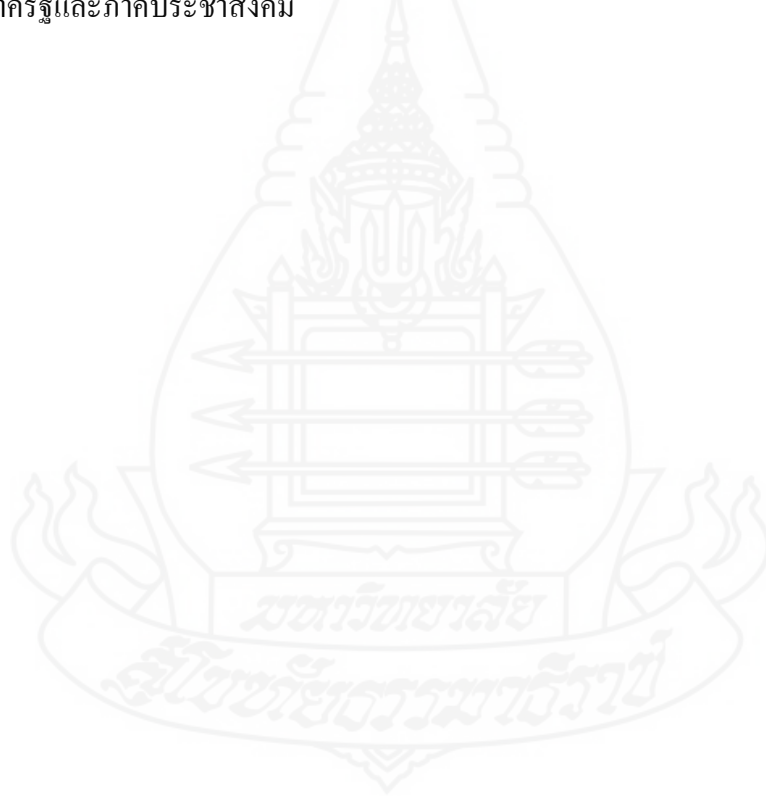 าครัฐและภาคประชาสังคม
มหาวิทยาลัย
สุโขทัยธรรมาธิราช